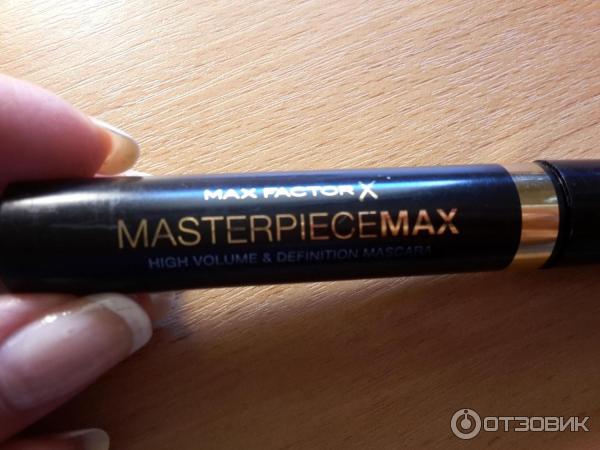 MAX FACTOR X
MASTERPIECEMAX
HIGH VOLUME & DEFINITION MASCARA
ОТЗОВИК